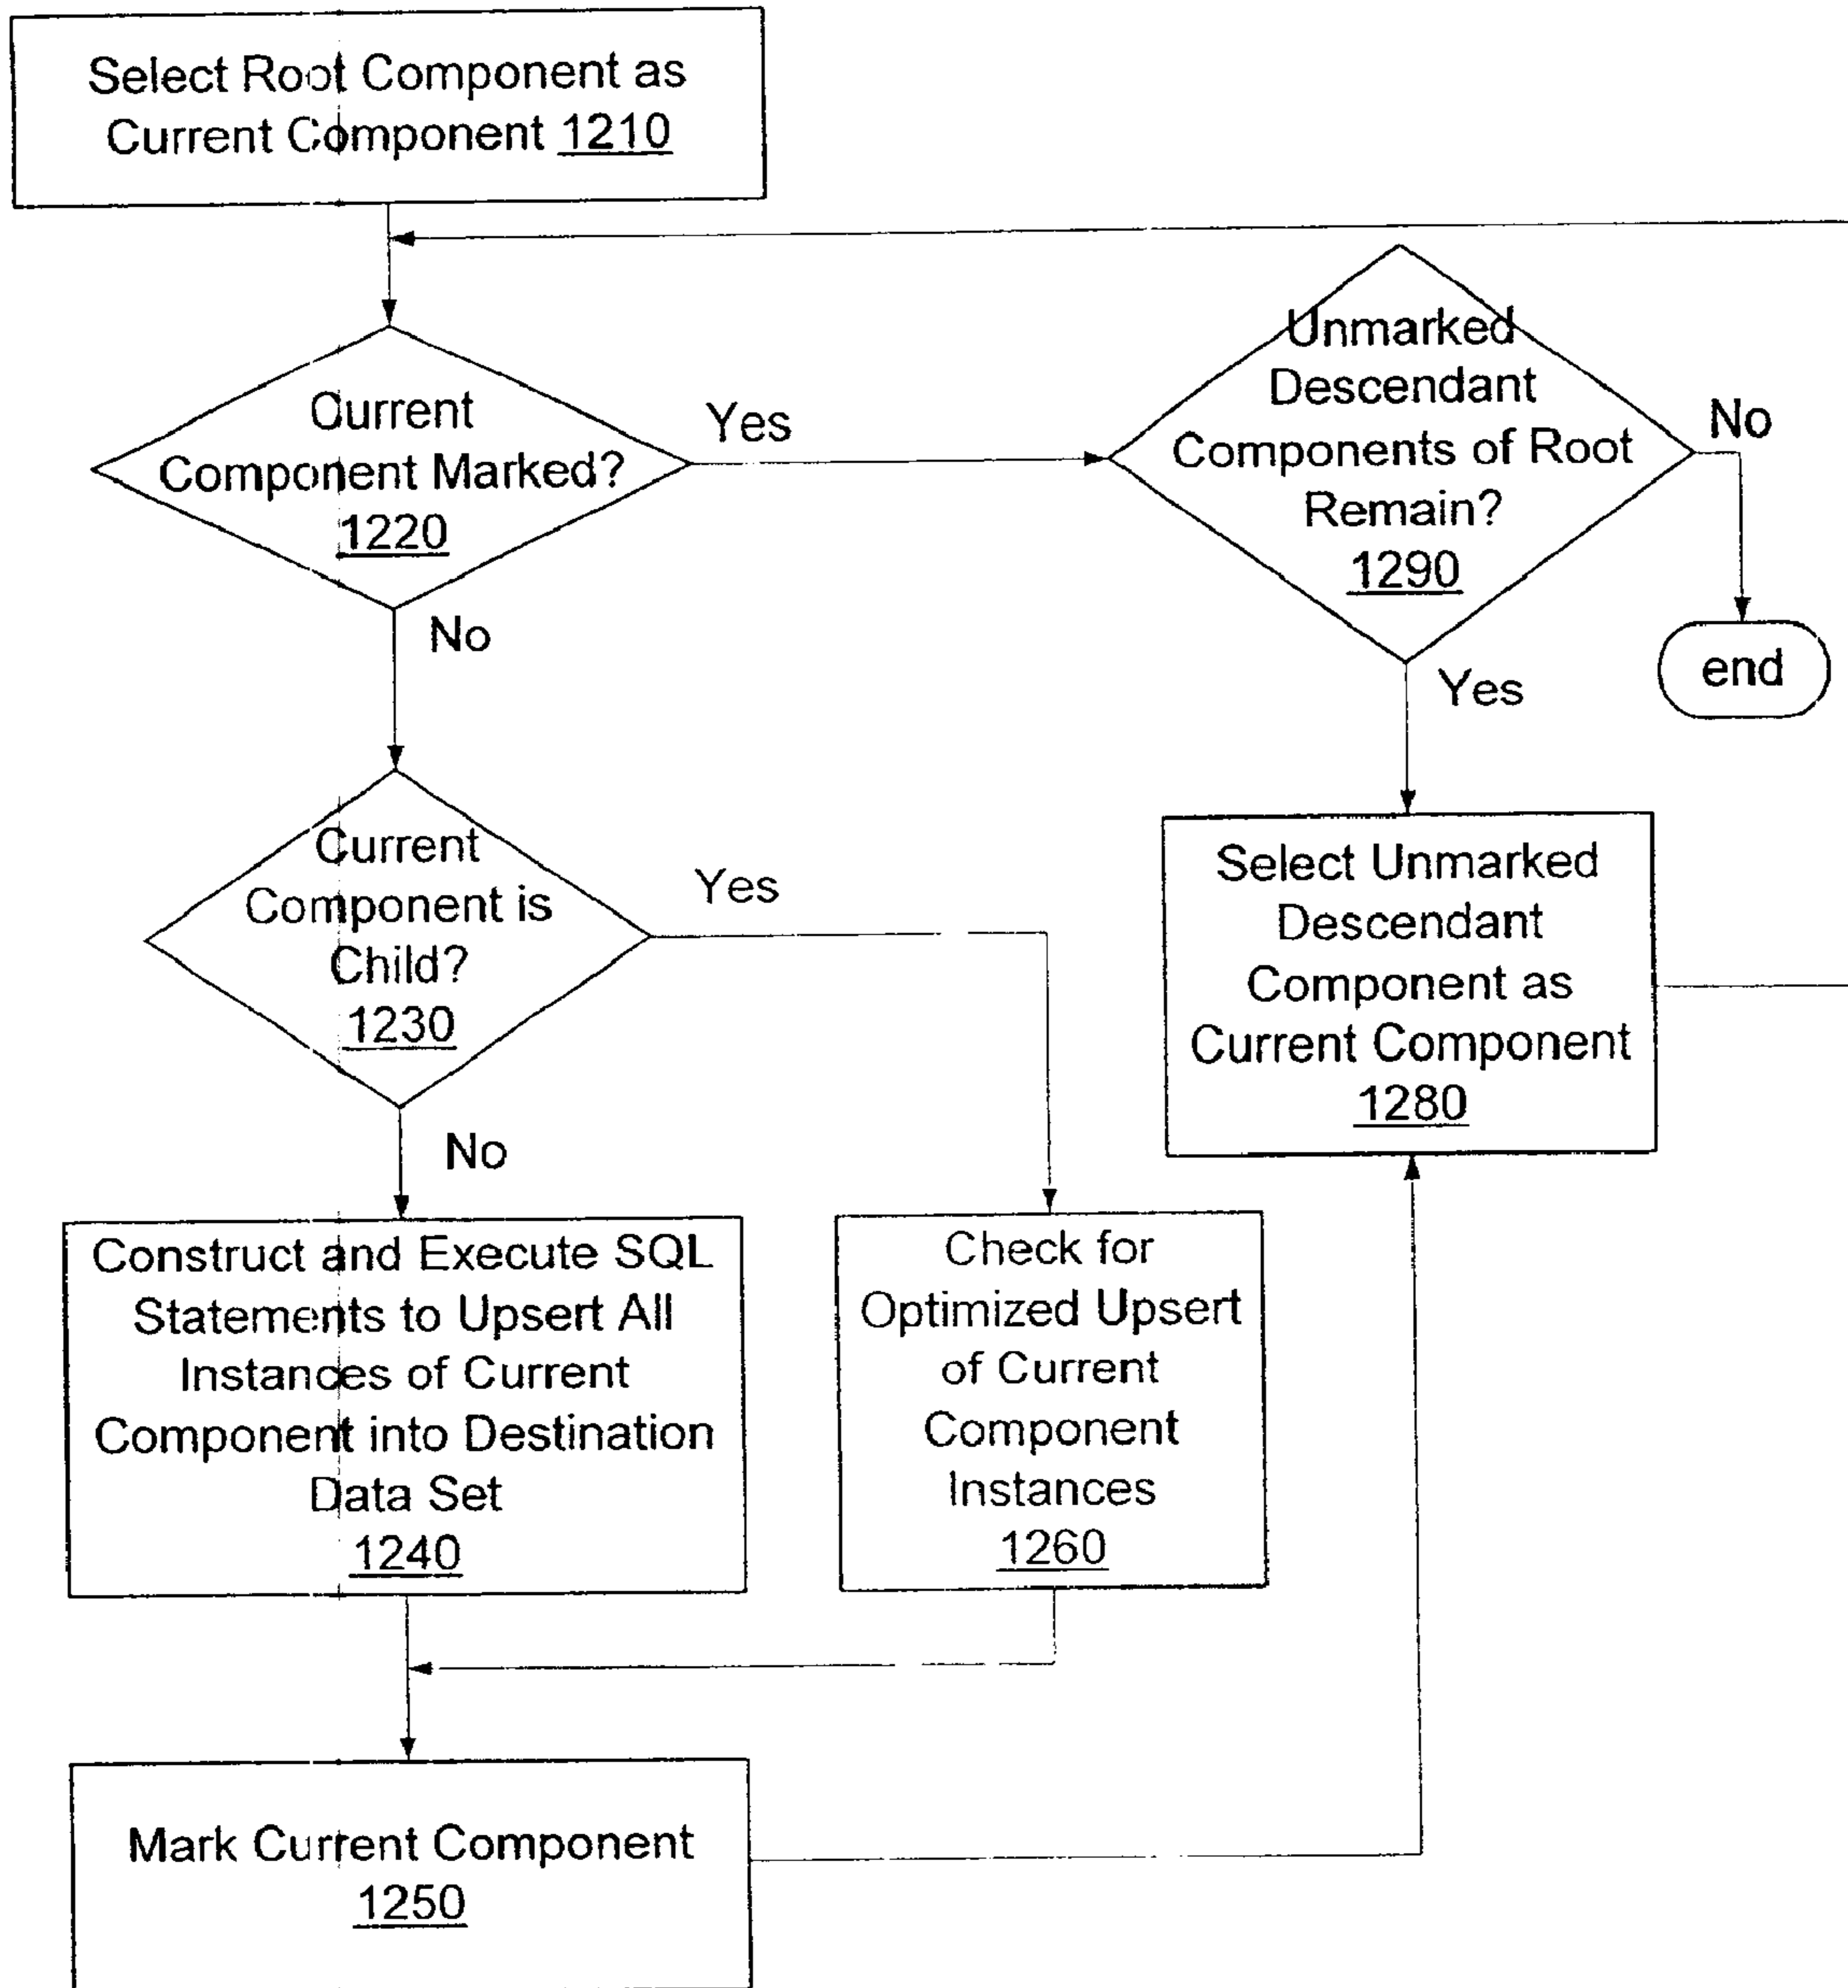 Select Root Component as
Current Component 1210
Current
Component Marked?
1220
Yes
No
Unmarked
Descendant
Components of Root
Remain?
1290
No
end
Yes
Current
Component is
Child?
1230
Yes
No
Select Unmarked
Descendant
Component as
Current Component
1280
Construct and Execute SQL
Statements to Upsert All
Instances of Current
Component into Destination
Data Set
1240
Check for
Optimized Upsert
of Current
Component
Instances
1260
Mark Current Component
1250